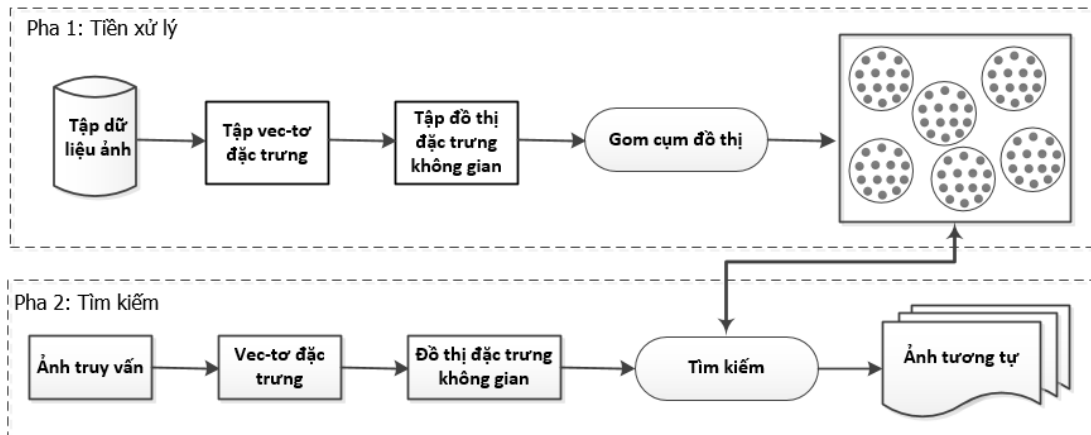 Pha 1: Tiền xử lý
Tập dữ
liệu ảnh
Tập vec-tơ
đặc trưng
Tập đồ thị
đặc trưng
không gian
Gom cụm đồ thị
Pha 2: Tìm kiếm
Ảnh truy vấn
Vec-tơ đặc
trưng
Đồ thị đặc trưng
không gian
Tìm kiếm
Ảnh tương tự